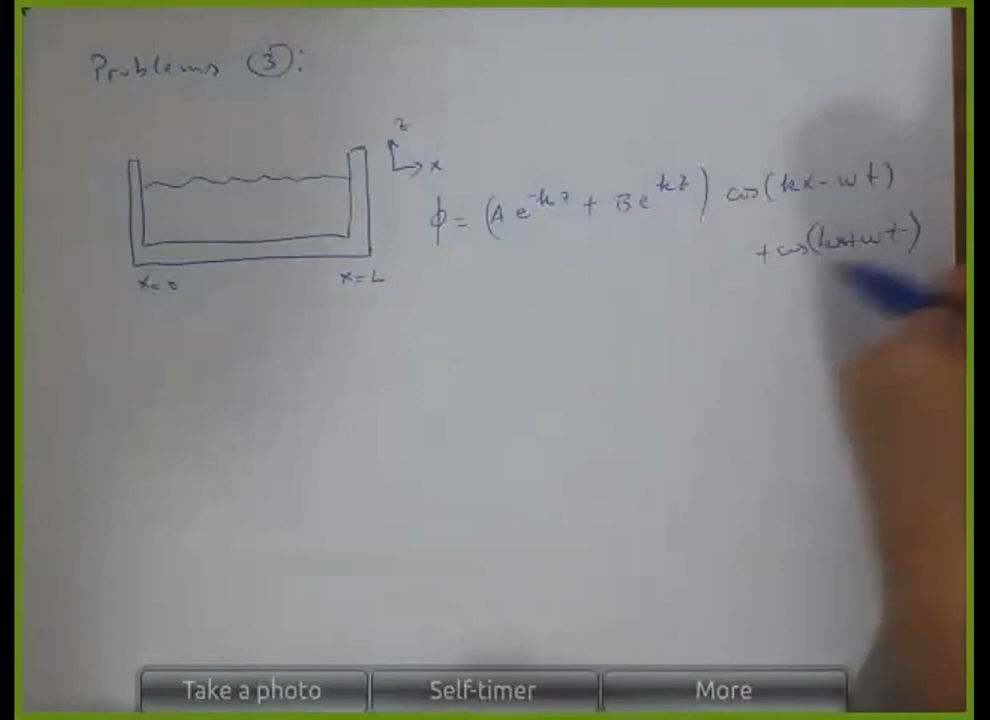 Problems ③:
z
x
ϕ = (A e^{-kz} + B e^{kz}) cos(kx - ωt)
+ cos(kx+ωt)
x=0
x=L
Take a photo
Self-timer
More